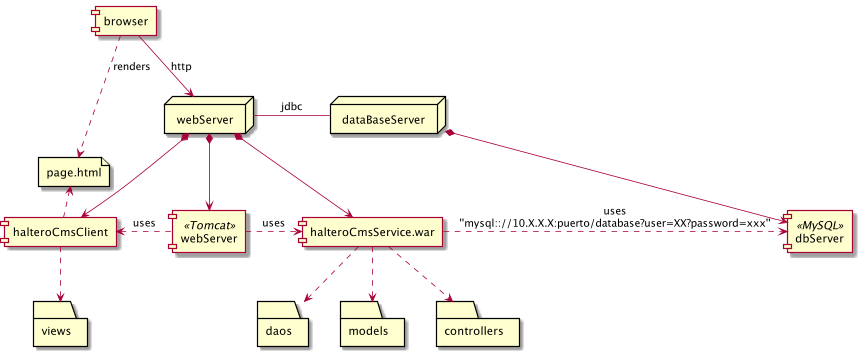 browser
renders
http
webServer
jdbc
dataBaseServer
page.html
halteroCmsClient
uses
«Tomcat»
webServer
uses
halteroCmsService.war
uses
"mysql:://10.X.X.X:puerto/database?user=XX?password=xxx"
«MySQL»
dbServer
views
daos
models
controllers